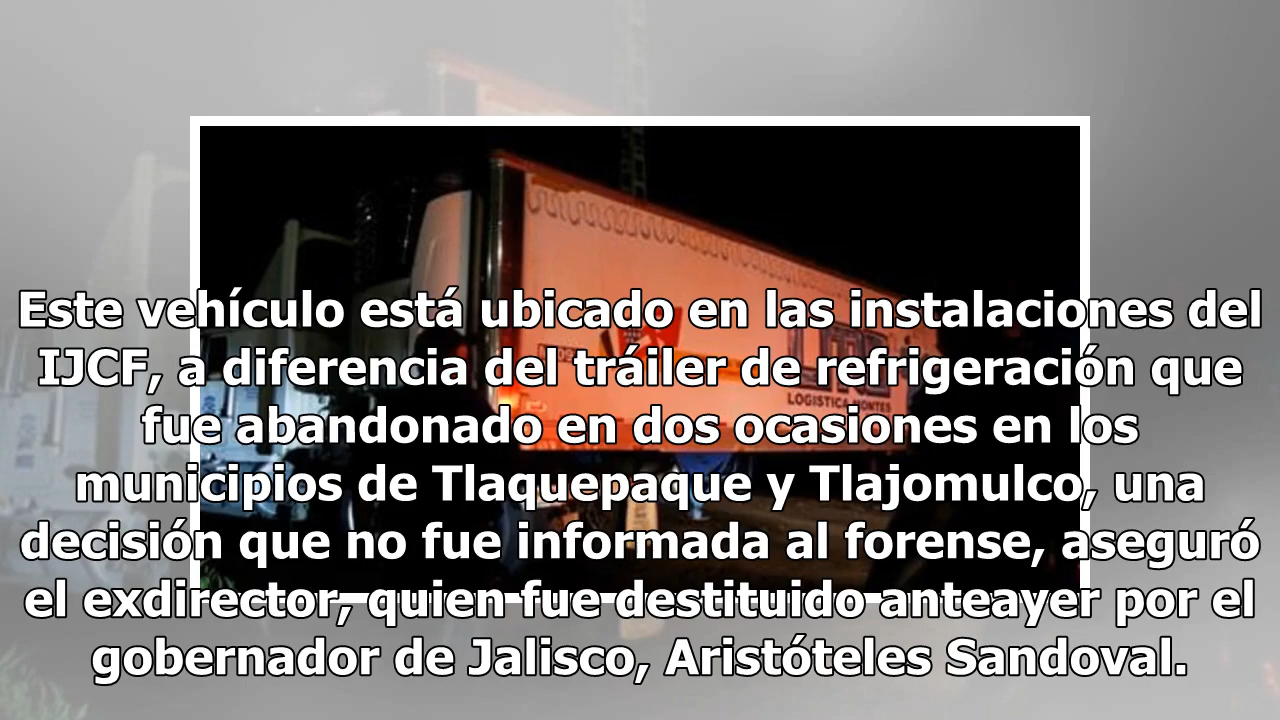 Este vehículo está ubicado en las instalaciones del
IJCF, a diferencia del tráiler de refrigeración que
fue abandonado en dos ocasiones en los
municipios de Tlaquepaque y Tlajomulco, una
decisión que no fue informada al forense, aseguró
el exdirector, quien fue destituido anteayer por el
gobernador de Jalisco, Aristóteles Sandoval.
LOGISTICA MONTES